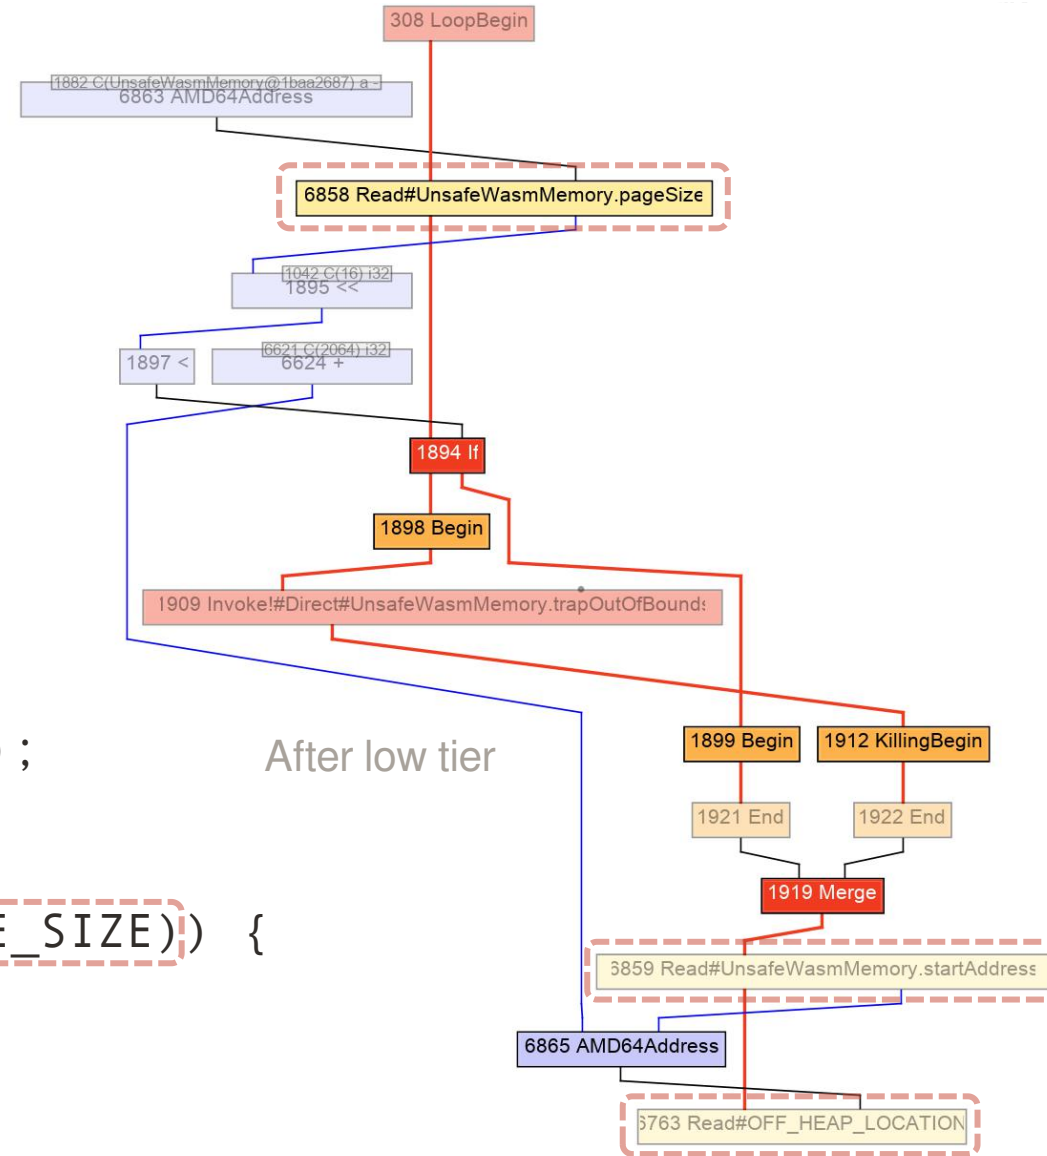 308 LoopBegin
1882 C(UnsafeWasmMemory@1baa2687) a -
6863 AMD64Address
6858 Read#UnsafeWasmMemory.pageSize
1042 C(16) i32
1895 <<
1897 <
6621 C(2064) i32
6624 +
1894 If
1898 Begin
1909 Invoke!#Direct#UnsafeWasmMemory.trapOutOfBounds
;
After low tier
1899 Begin
1912 KillingBegin
1921 End
1922 End
1919 Merge
_SIZE)) {
6859 Read#UnsafeWasmMemory.startAddress
6865 AMD64Address
6763 Read#OFF_HEAP_LOCATION